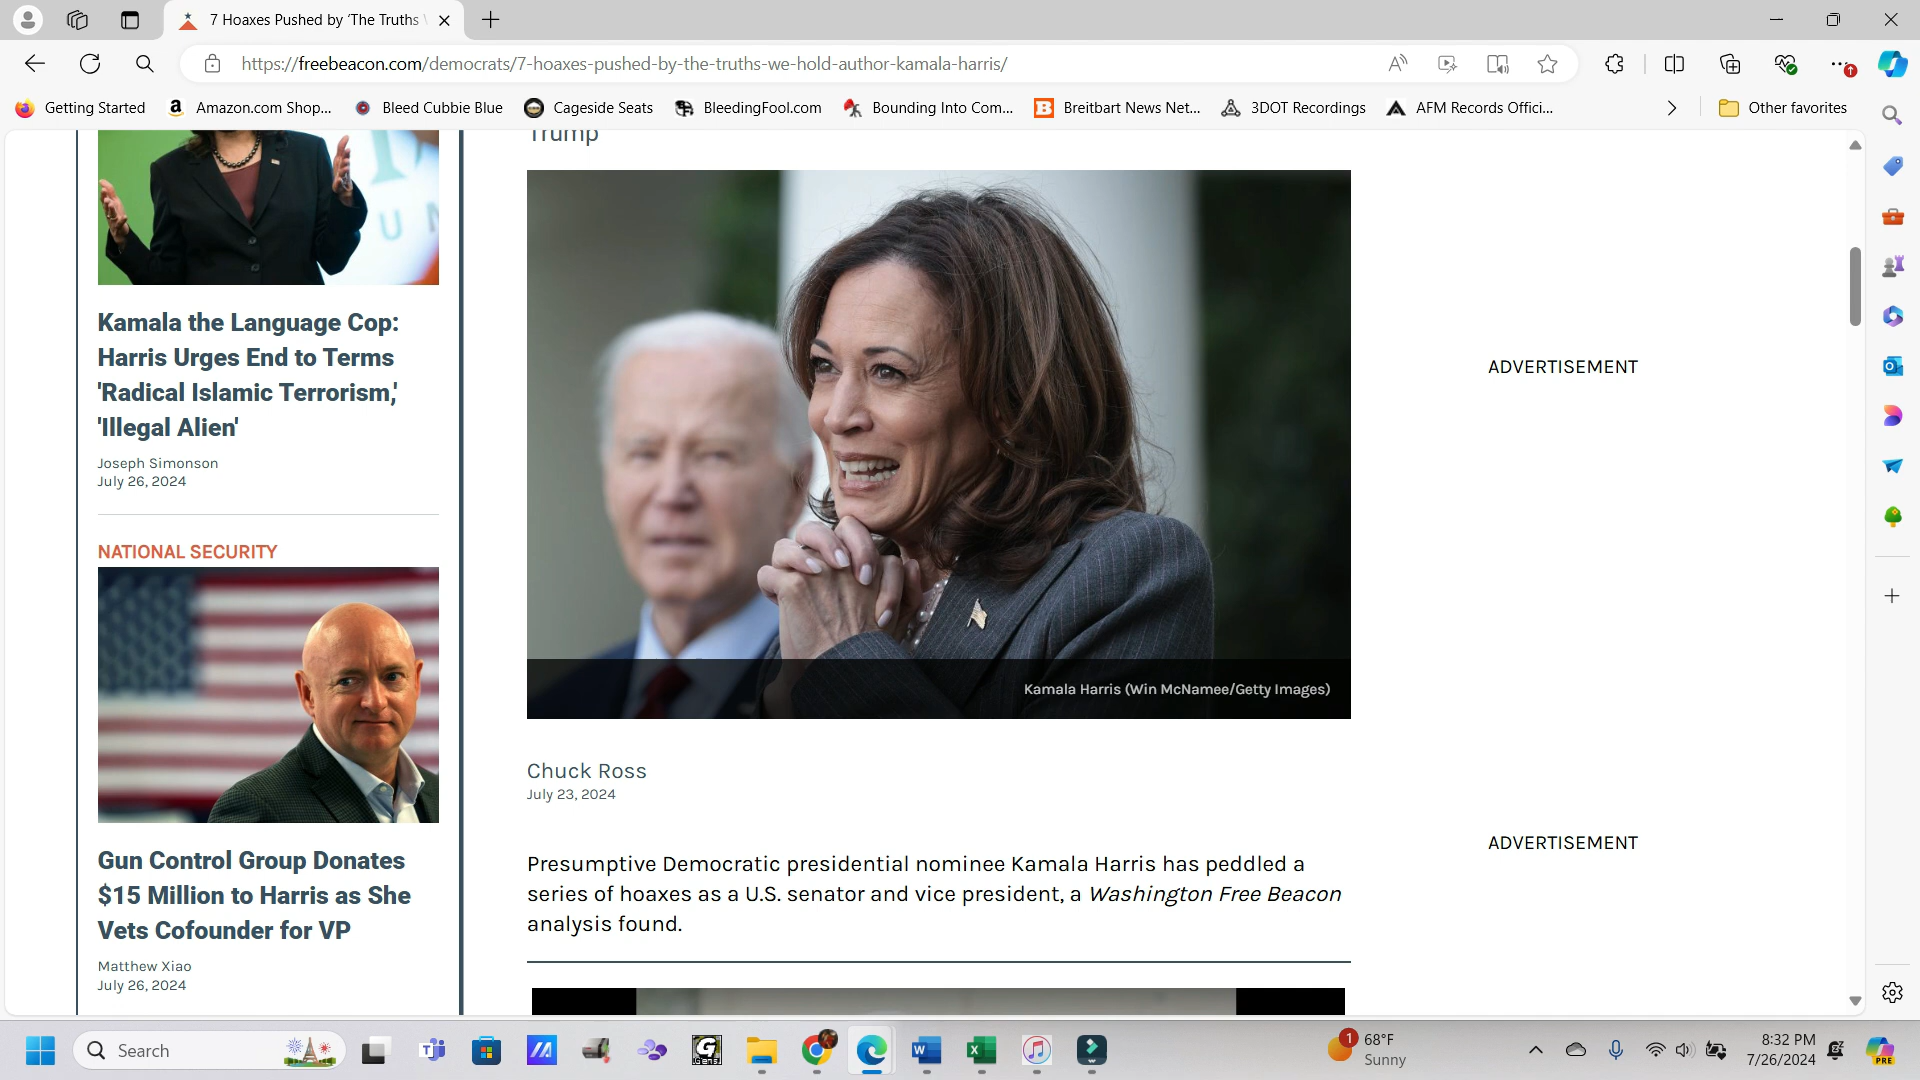 7 Hoaxes Pushed by 'The Truths
https://freebeacon.com/democrats/7-hoaxes-pushed-by-the-truths-we-hold-author-kamala-harris/
Getting Started
Amazon.com Shop...
Bleed Cubbie Blue
Cageside Seats
BleedingFool.com
Bounding Into Com...
Breitbart News Net...
3DOT Recordings
AFM Records Offici...
Other favorites
Kamala the Language Cop:
Harris Urges End to Terms
'Radical Islamic Terrorism,'
'Illegal Alien'
Joseph Simonson
July 26, 2024
NATIONAL SECURITY
Gun Control Group Donates
$15 Million to Harris as She
Vets Cofounder for VP
Matthew Xiao
July 26, 2024
Trump
Kamala Harris (Win McNamee/Getty Images)
Chuck Ross
July 23, 2024
Presumptive Democratic presidential nominee Kamala Harris has peddled a
series of hoaxes as a U.S. senator and vice president, a Washington Free Beacon
analysis found.
ADVERTISEMENT
ADVERTISEMENT
Search
1
68°F
Sunny
8:32 PM
7/26/2024